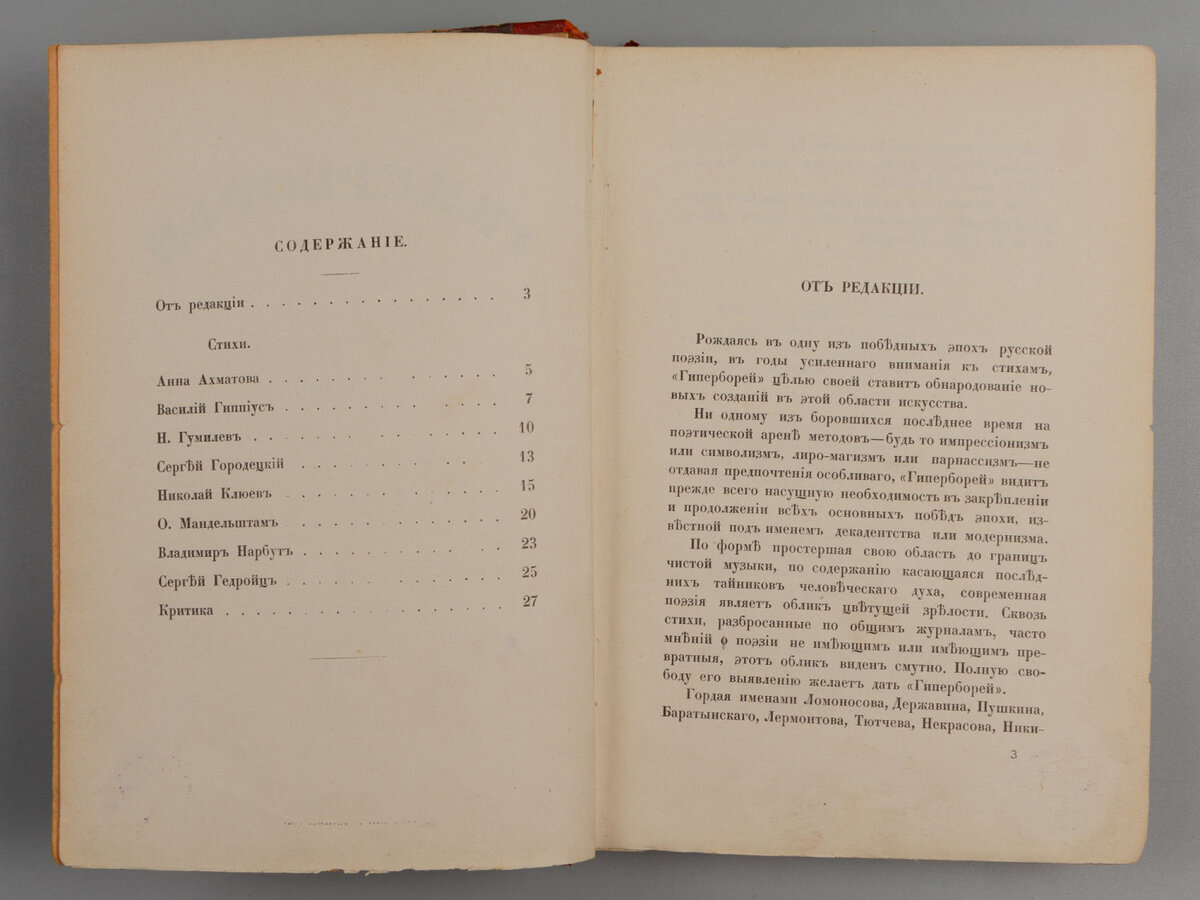 СОДЕРЖАНІЕ.
Отъ редакціи . . . . . . . . . . . . . . . . 3
Стихи.
Анна Ахматова . . . . . . . . . . . . . . . 5
Василій Гиппіусъ . . . . . . . . . . . . . . 7
Н. Гумилевъ . . . . . . . . . . . . . . . . 10
Сергѣй Городецкій . . . . . . . . . . . . . 13
Николай Клюевъ . . . . . . . . . . . . . . 15
О. Мандельштамъ . . . . . . . . . . . . . . 20
Владимиръ Нарбутъ . . . . . . . . . . . . . 23
Сергѣй Гедройцъ . . . . . . . . . . . . . . 25
Критика . . . . . . . . . . . . . . . . . . 27
ОТЪ РЕДАКЦІИ.
Рождаясь въ одну изъ побѣдныхъ эпохъ русской
поэзіи, въ годы усиленнаго вниманія къ стихамъ,
«Гиперборей» цѣлью своей ставитъ обнародованіе но-
выхъ созданій въ этой области искусства.
Ни одному изъ боровшихся послѣднее время на
поэтической аренѣ методовъ—будь то импрессіонизмъ
или символизмъ, лиро-магизмъ или парнассизмъ—не
отдавая предпочтенія особливаго, «Гиперборей» видитъ
прежде всего насущную необходимость въ закрѣпленіи
и продолженіи всѣхъ основныхъ побѣдъ эпохи, из-
вѣстной подъ именемъ декадентства или модернизма.
По формѣ простершая свою область до границъ
чистой музыки, по содержанію касающаяся послѣд-
нихъ тайниковъ человѣческаго духа, современная
поэзія являетъ обликъ цвѣтущей зрѣлости. Сквозь
стихи, разбросанные по общимъ журналамъ, часто
мнѣній о поэзіи не имѣющимъ или имѣющимъ пре-
вратныя, этотъ обликъ виденъ смутно. Полную сво-
боду его выявленію желаетъ дать «Гиперборей».
Гордая именами Ломоносова, Державина, Пушкина,
Баратынскаго, Лермонтова, Тютчева, Некрасова, Ники-
3